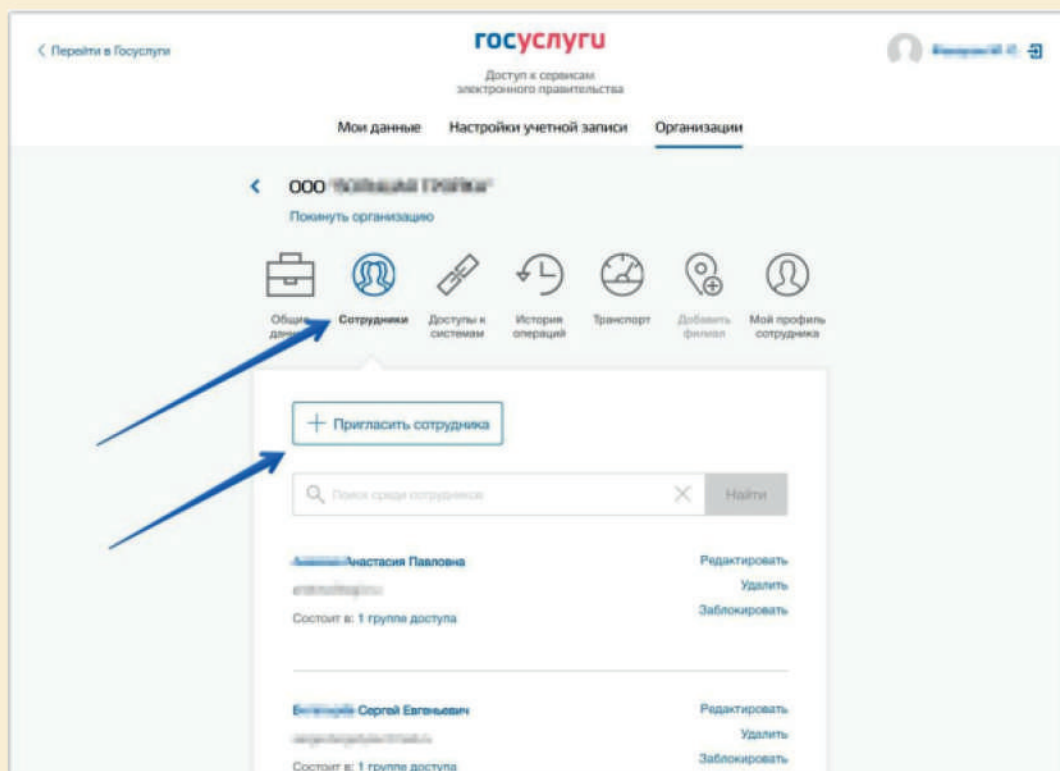 Перейти в Госуслуги
госуслуги
Доступ к сервисам
электронного правительства
Мои данные Настройки учетной записи Организации
ООО
Покинуть организацию
Общие данные
Сотрудники
Доступы к системам
История операций
Транспорт
Добавить филиал
Мой профиль сотрудника
+ Пригласить сотрудника
Поиск среди сотрудников
Найти
Анастасия Павловна
Редактировать
Удалить
Состоит в: 1 группе доступа
Заблокировать
Сергей Евгеньевич
Редактировать
Удалить
Состоит в: 1 группе доступа
Заблокировать